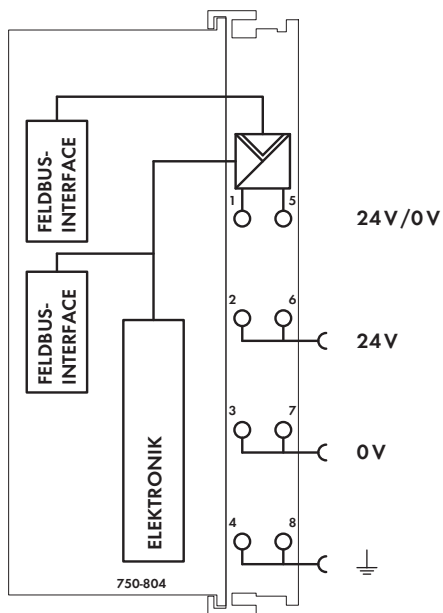 FELDBUS-
INTERFACE
1 5
24V/0V
FELDBUS-
INTERFACE
2 6
24V
ELEKTRONIK
3 7
0V
4 8
750-804